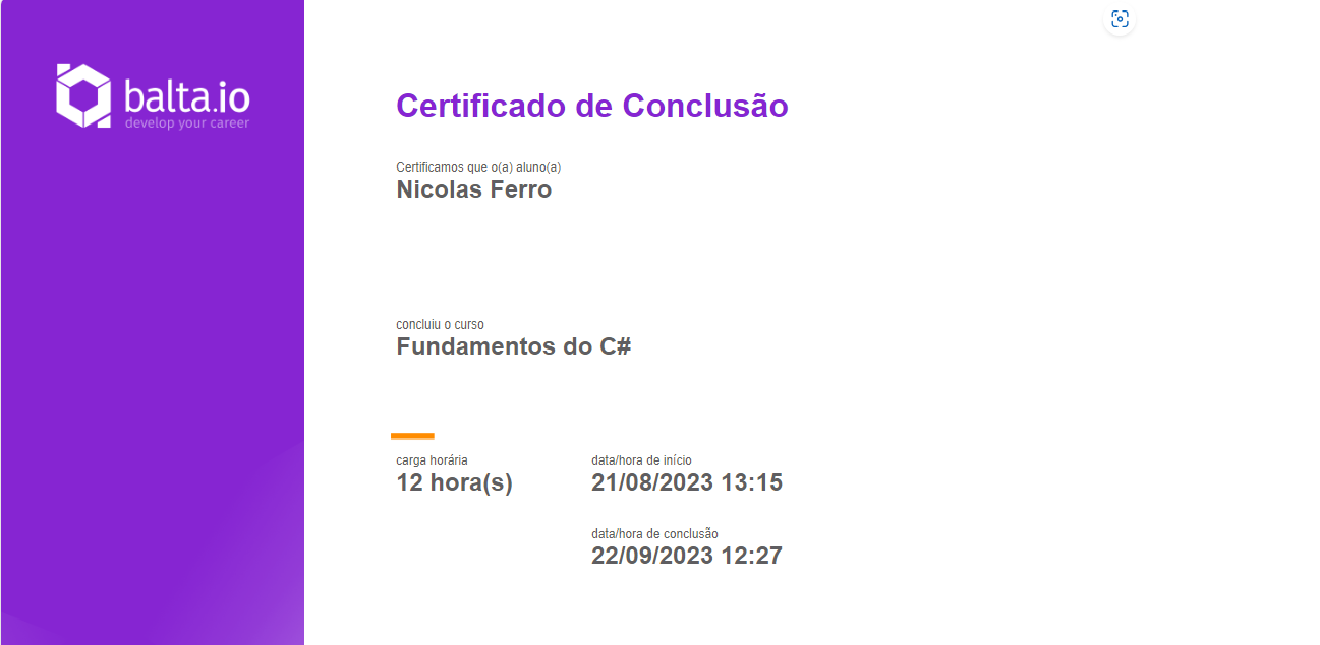 balta.io
develop your career
Certificado de Conclusão
Certificamos que o(a) aluno(a)
Nicolas Ferro
concluiu o curso
Fundamentos do C#
carga horária
12 hora(s)
data/hora de início
21/08/2023 13:15
data/hora de conclusão
22/09/2023 12:27